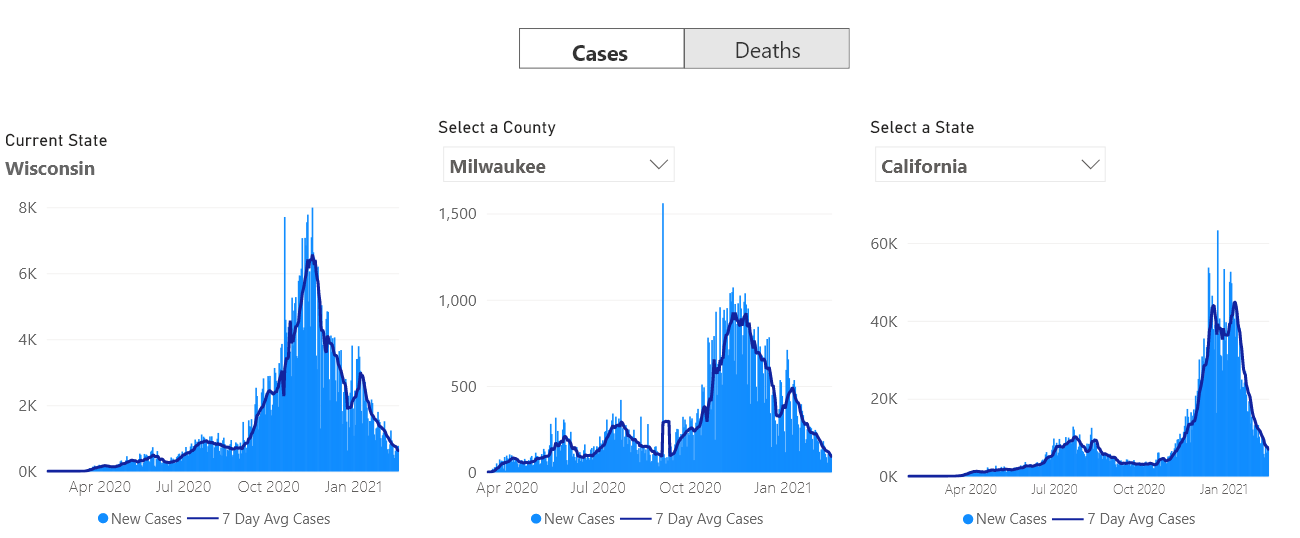 Cases Deaths
Current State
Wisconsin
8K
6K
4K
2K
0K
Apr 2020 Jul 2020 Oct 2020 Jan 2021
New Cases 7 Day Avg Cases
Select a County
Milwaukee
1,500
1,000
500
0
Apr 2020 Jul 2020 Oct 2020 Jan 2021
New Cases 7 Day Avg Cases
Select a State
California
60K
40K
20K
0K
Apr 2020 Jul 2020 Oct 2020 Jan 2021
New Cases 7 Day Avg Cases